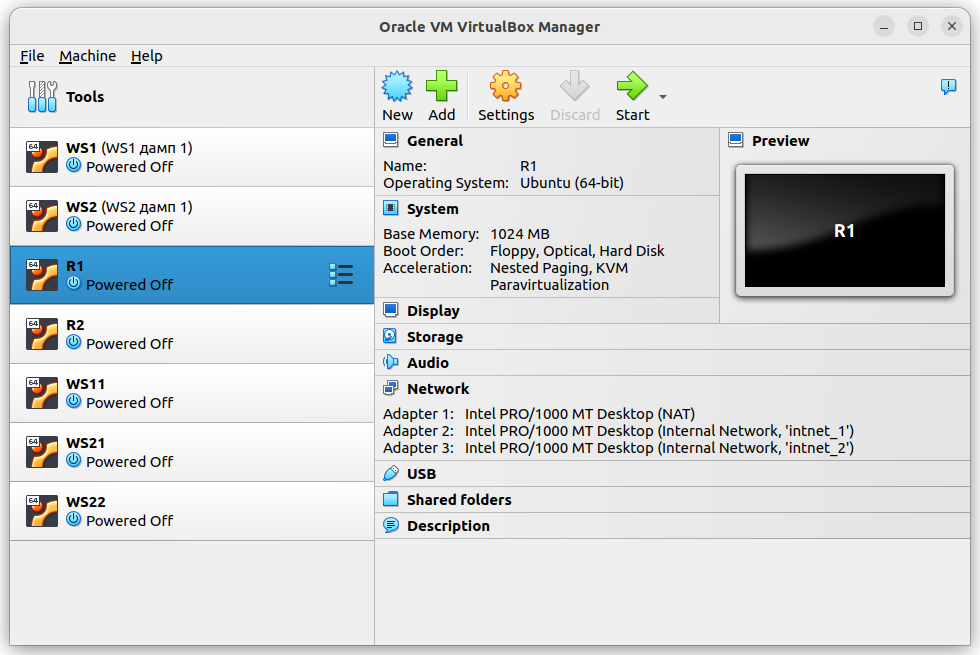 Oracle VM VirtualBox Manager
File Machine Help
Tools
New Add Settings Discard Start
64 WS1 (WS1 дамп 1)
Powered Off
64 WS2 (WS2 дамп 1)
Powered Off
64 R1
Powered Off
64 R2
Powered Off
64 WS11
Powered Off
64 WS21
Powered Off
64 WS22
Powered Off
General
Name: R1
Operating System: Ubuntu (64-bit)
System
Base Memory: 1024 MB
Boot Order: Floppy, Optical, Hard Disk
Acceleration: Nested Paging, KVM
Paravirtualization
Preview
R1
Display
Storage
Audio
Network
Adapter 1: Intel PRO/1000 MT Desktop (NAT)
Adapter 2: Intel PRO/1000 MT Desktop (Internal Network, 'intnet_1')
Adapter 3: Intel PRO/1000 MT Desktop (Internal Network, 'intnet_2')
USB
Shared folders
Description